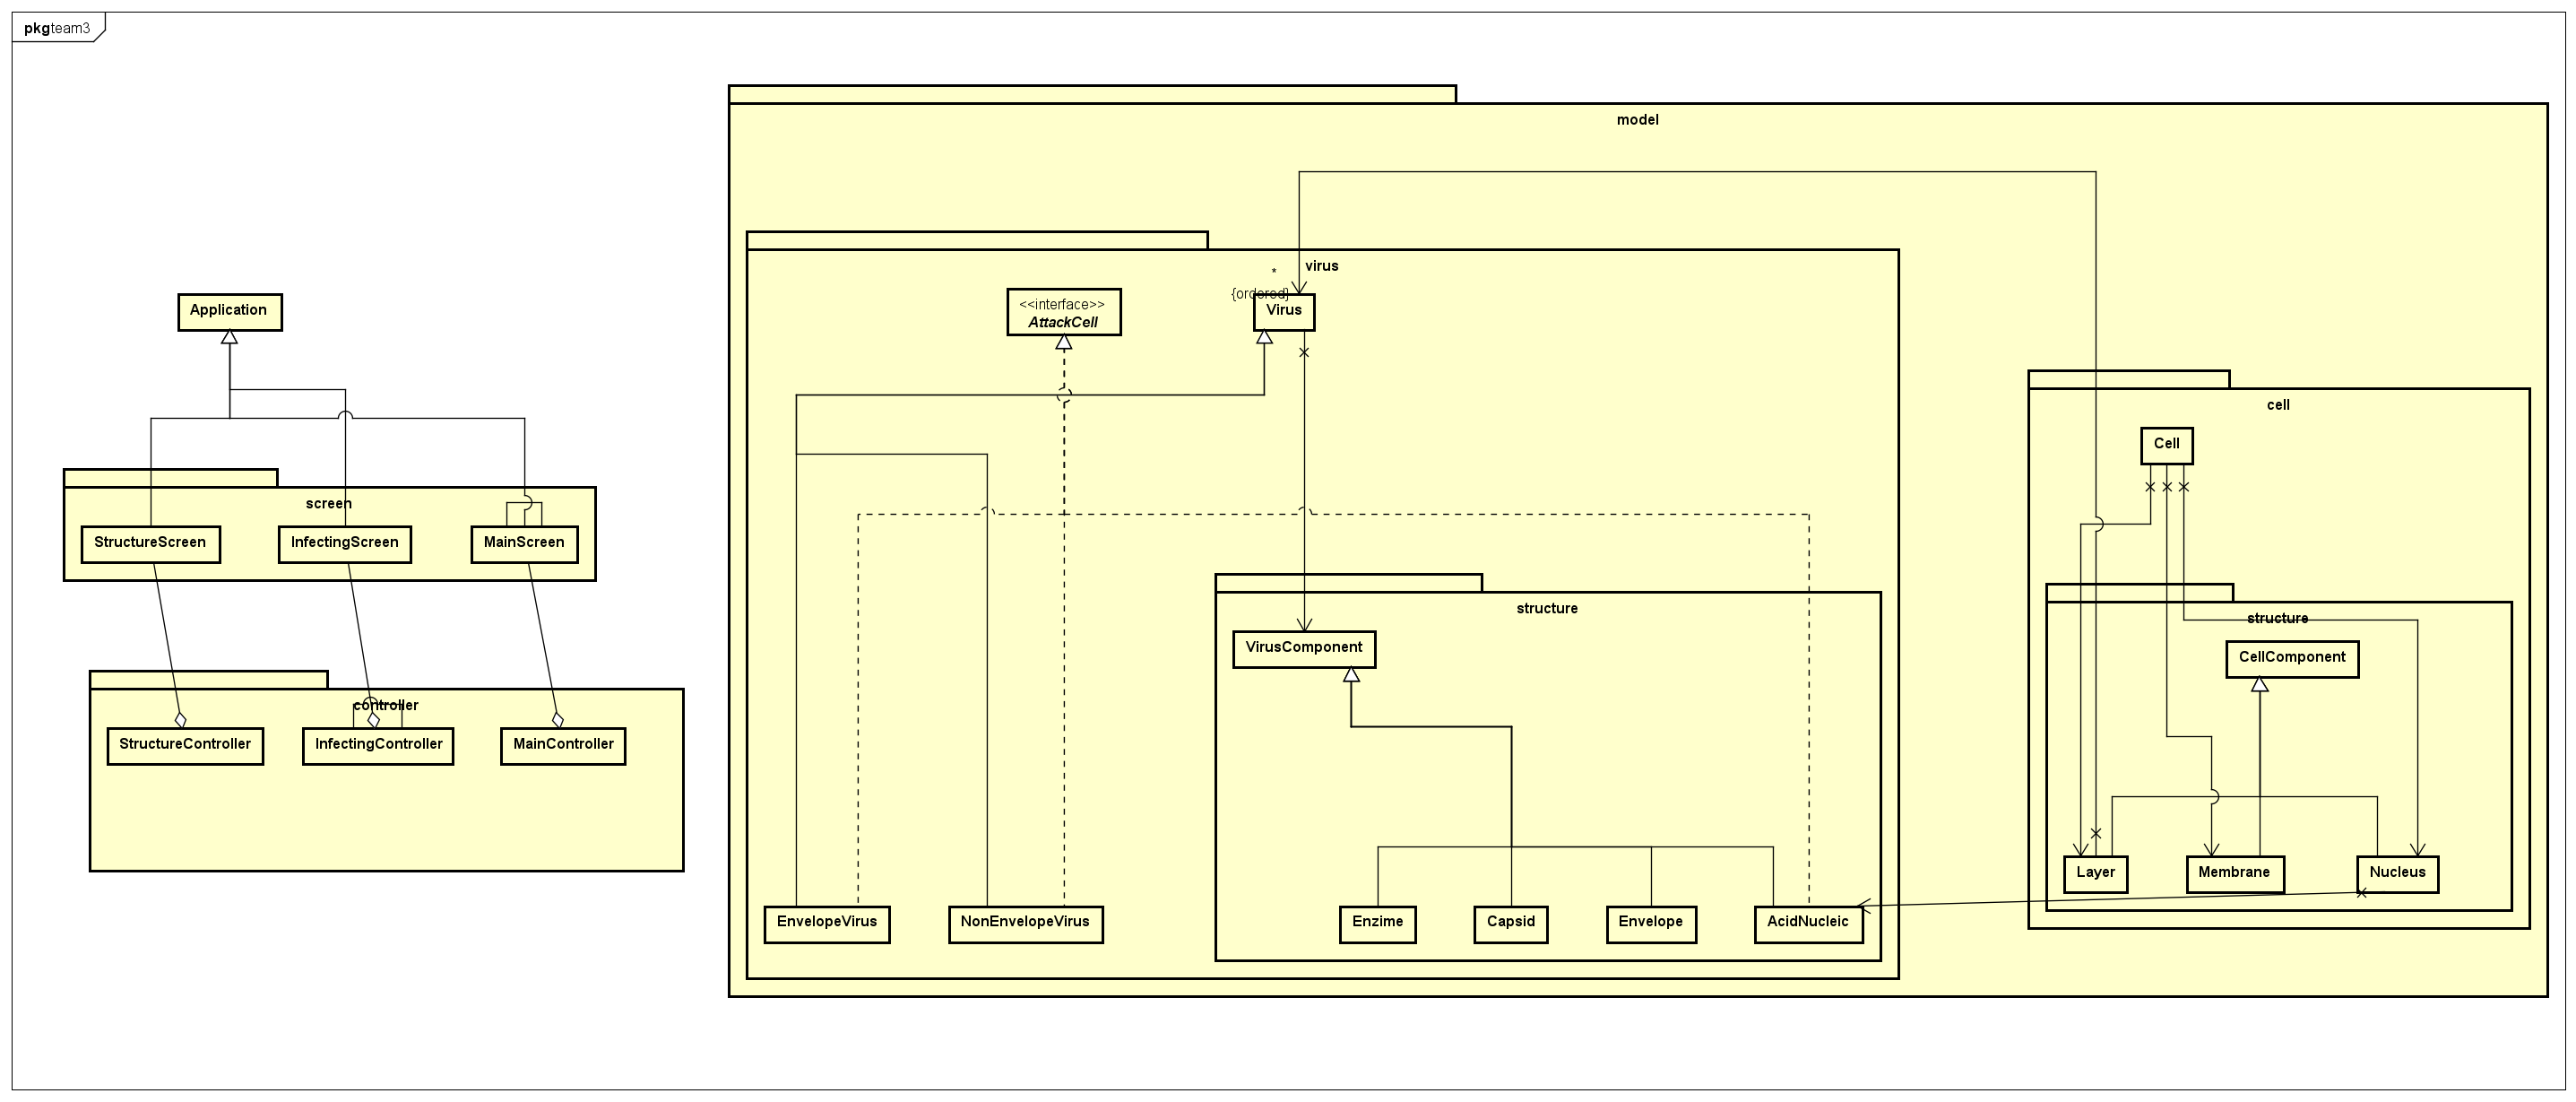 pkg team3
model
virus
*
{ordered}
<<interface>>
AttackCell
Virus
Application
cell
Cell
screen
StructureScreen
InfectingScreen
MainScreen
structure
VirusComponent
structure
CellComponent
controller
StructureController
InfectingController
MainController
Layer
Membrane
Nucleus
EnvelopeVirus
NonEnvelopeVirus
Enzime
Capsid
Envelope
AcidNucleic